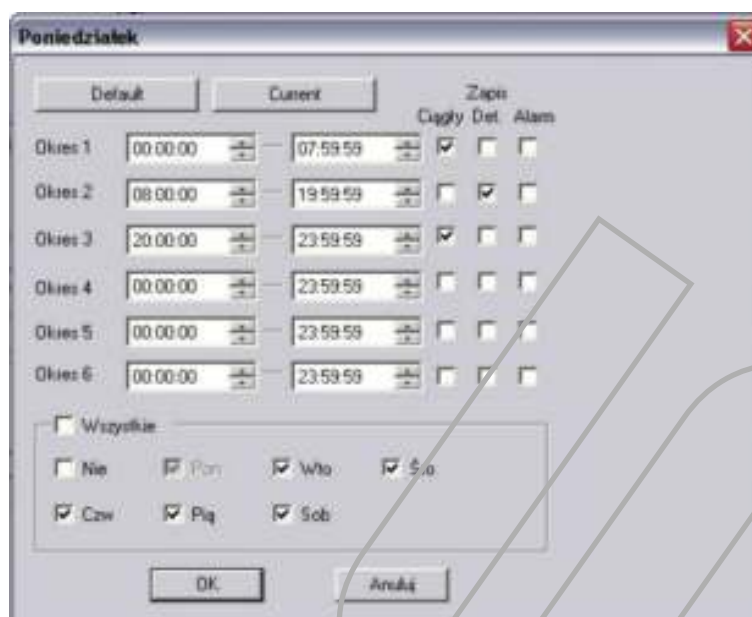 Poniedziałek
Default Current Zapis
Ciągły Det. Alarm
Okres 1 00:00:00 07:59:59
Okres 2 08:00:00 19:59:59
Okres 3 20:00:00 23:59:59
Okres 4 00:00:00 23:59:59
Okres 5 00:00:00 23:59:59
Okres 6 00:00:00 23:59:59
Wszystkie
Nie Pon Wto Śro
Czw Pią Sob
OK Anuluj